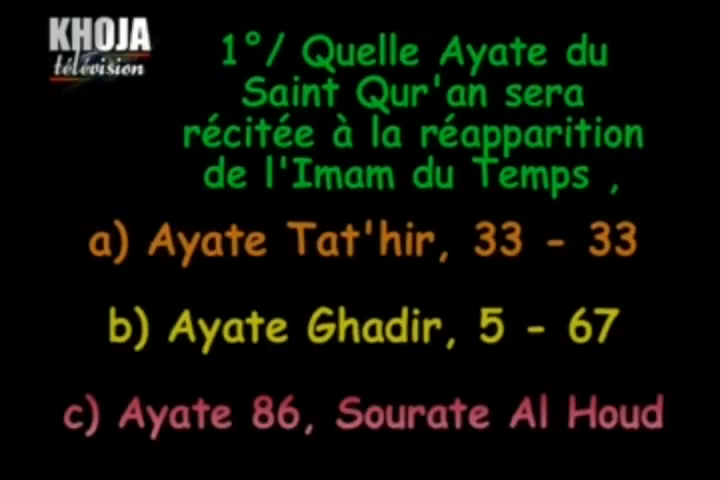 KHOJA
télévision
1°/ Quelle Ayate du
Saint Qur'an sera
récitée à la réapparition
de l'Imam du Temps ,
a) Ayate Tat'hir, 33 - 33
b) Ayate Ghadir, 5 - 67
c) Ayate 86, Sourate Al Houd